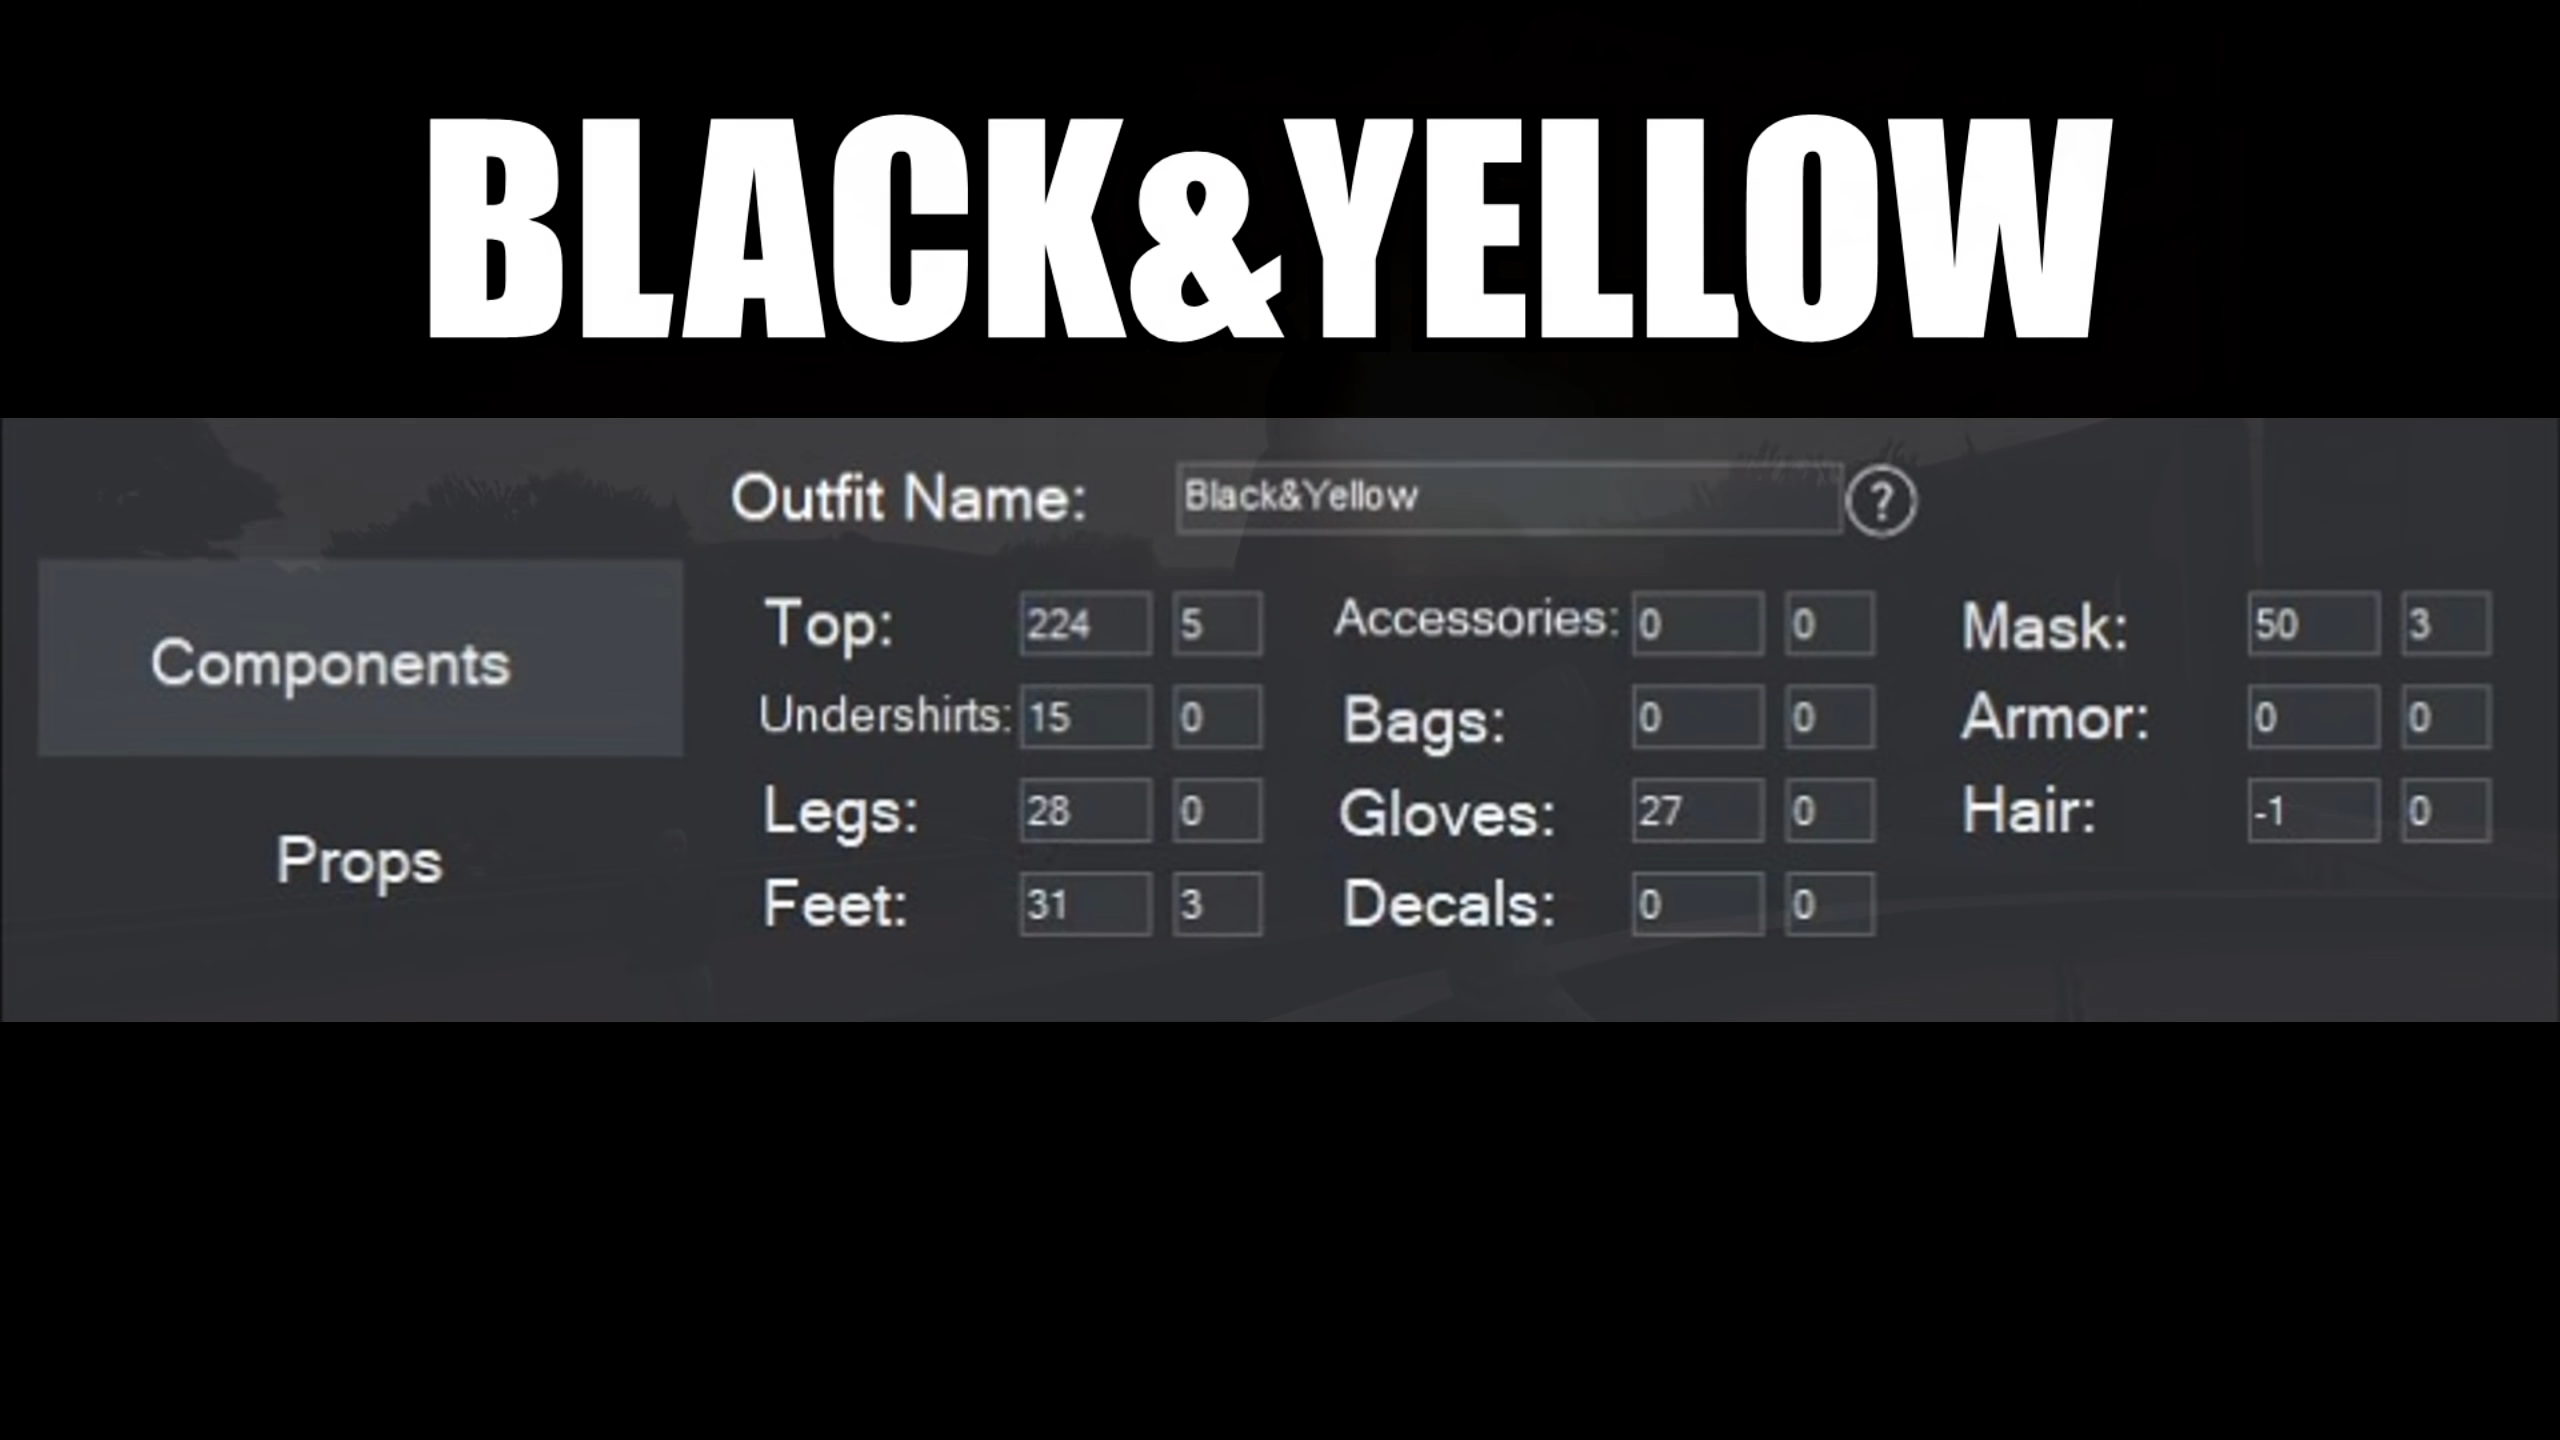 BLACK&YELLOW
Outfit Name: Black&Yellow ?
Components
Props
Top: 224 5 Accessories: 0 0 Mask: 50 3
Undershirts: 15 0 Bags: 0 0 Armor: 0 0
Legs: 28 0 Gloves: 27 0 Hair: -1 0
Feet: 31 3 Decals: 0 0